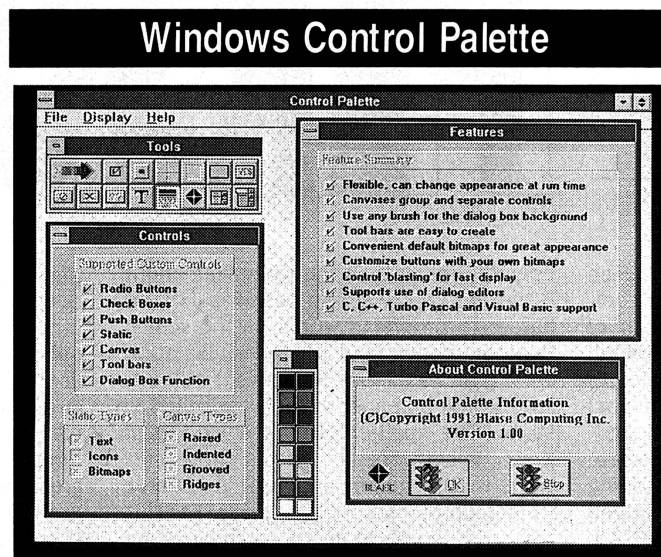 Windows Control Palette
Control Palette
File Display Help
Tools
YES
T
Features
Feature Summary
Flexible, can change appearance at run time
Canvases group and separate controls
Use any brush for the dialog box background
Tool bars are easy to create
Convenient default bitmaps for great appearance
Customize buttons with your own bitmaps
Control 'blasting' for fast display
Supports use of dialog editors
C, C++, Turbo Pascal and Visual Basic support
Controls
Supported Custom Controls
Radio Buttons
Check Boxes
Push Buttons
Static
Canvas
Tool bars
Dialog Box Function
Static Types
Text
Icons
Bitmaps
Canvas Types
Raised
Indented
Grooved
Ridges
About Control Palette
Control Palette Information
(C)Copyright 1991 Blaise Computing Inc.
Version 1.00
BLAISE
OK
Stop